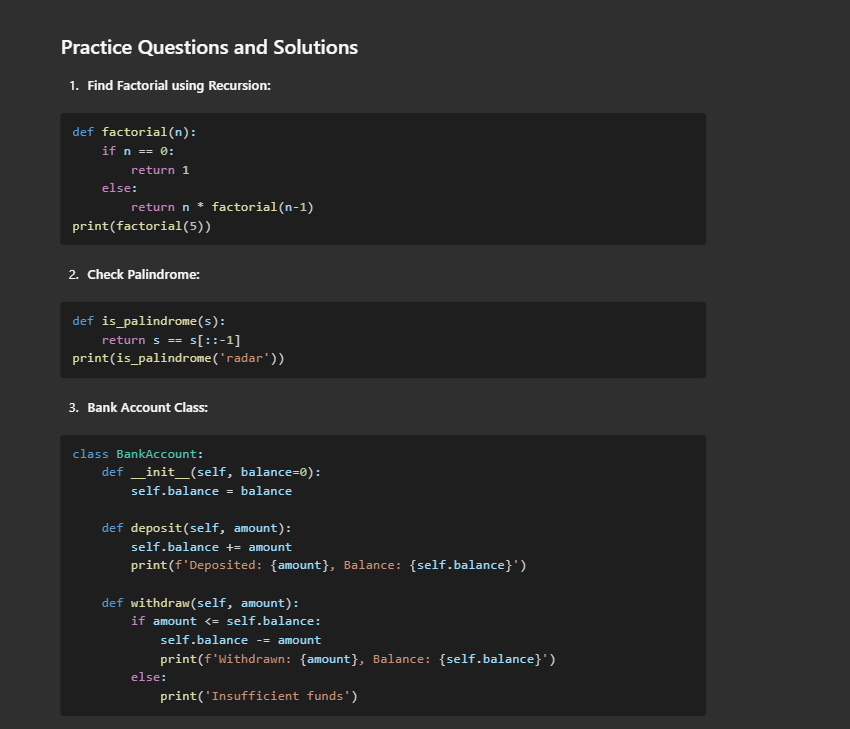 Practice Questions and Solutions
1. Find Factorial using Recursion:
def factorial(n):
    if n == 0:
        return 1
    else:
        return n * factorial(n-1)
print(factorial(5))
2. Check Palindrome:
def is_palindrome(s):
    return s == s[::-1]
print(is_palindrome('radar'))
3. Bank Account Class:
class BankAccount:
    def __init__(self, balance=0):
        self.balance = balance
    def deposit(self, amount):
        self.balance += amount
        print(f'Deposited: {amount}, Balance: {self.balance}')
    def withdraw(self, amount):
        if amount <= self.balance:
            self.balance -= amount
            print(f'Withdrawn: {amount}, Balance: {self.balance}')
        else:
            print('Insufficient funds')